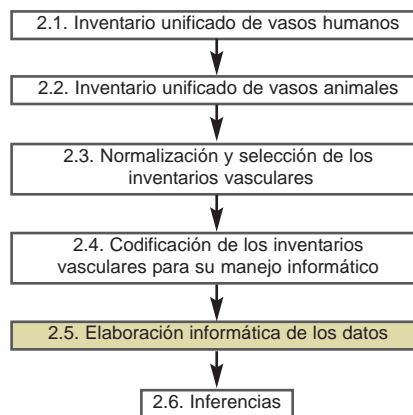 2.1. Inventario unificado de vasos humanos
2.2. Inventario unificado de vasos animales
2.3. Normalización y selección de los
inventarios vasculares
2.4. Codificación de los inventarios
vasculares para su manejo informático
2.5. Elaboración informática de los datos
2.6. Inferencias